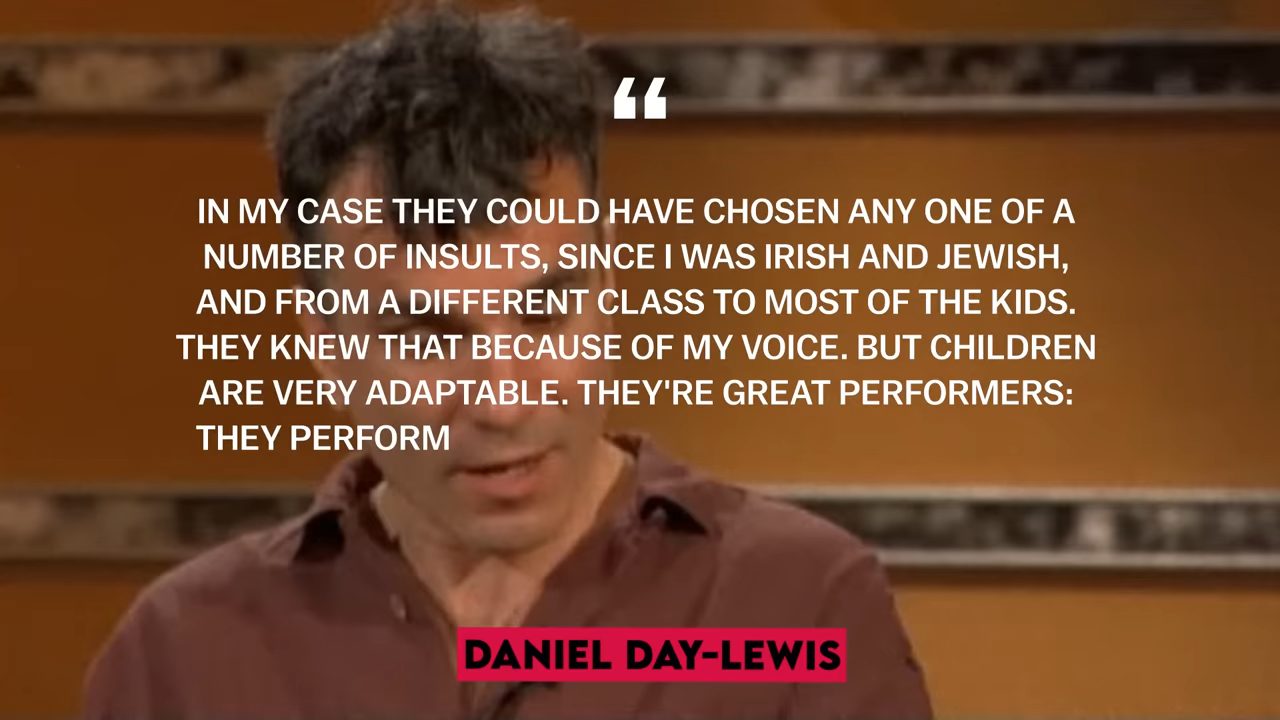 “
IN MY CASE THEY COULD HAVE CHOSEN ANY ONE OF A
NUMBER OF INSULTS, SINCE I WAS IRISH AND JEWISH,
AND FROM A DIFFERENT CLASS TO MOST OF THE KIDS.
THEY KNEW THAT BECAUSE OF MY VOICE. BUT CHILDREN
ARE VERY ADAPTABLE. THEY'RE GREAT PERFORMERS:
THEY PERFORM
DANIEL DAY-LEWIS